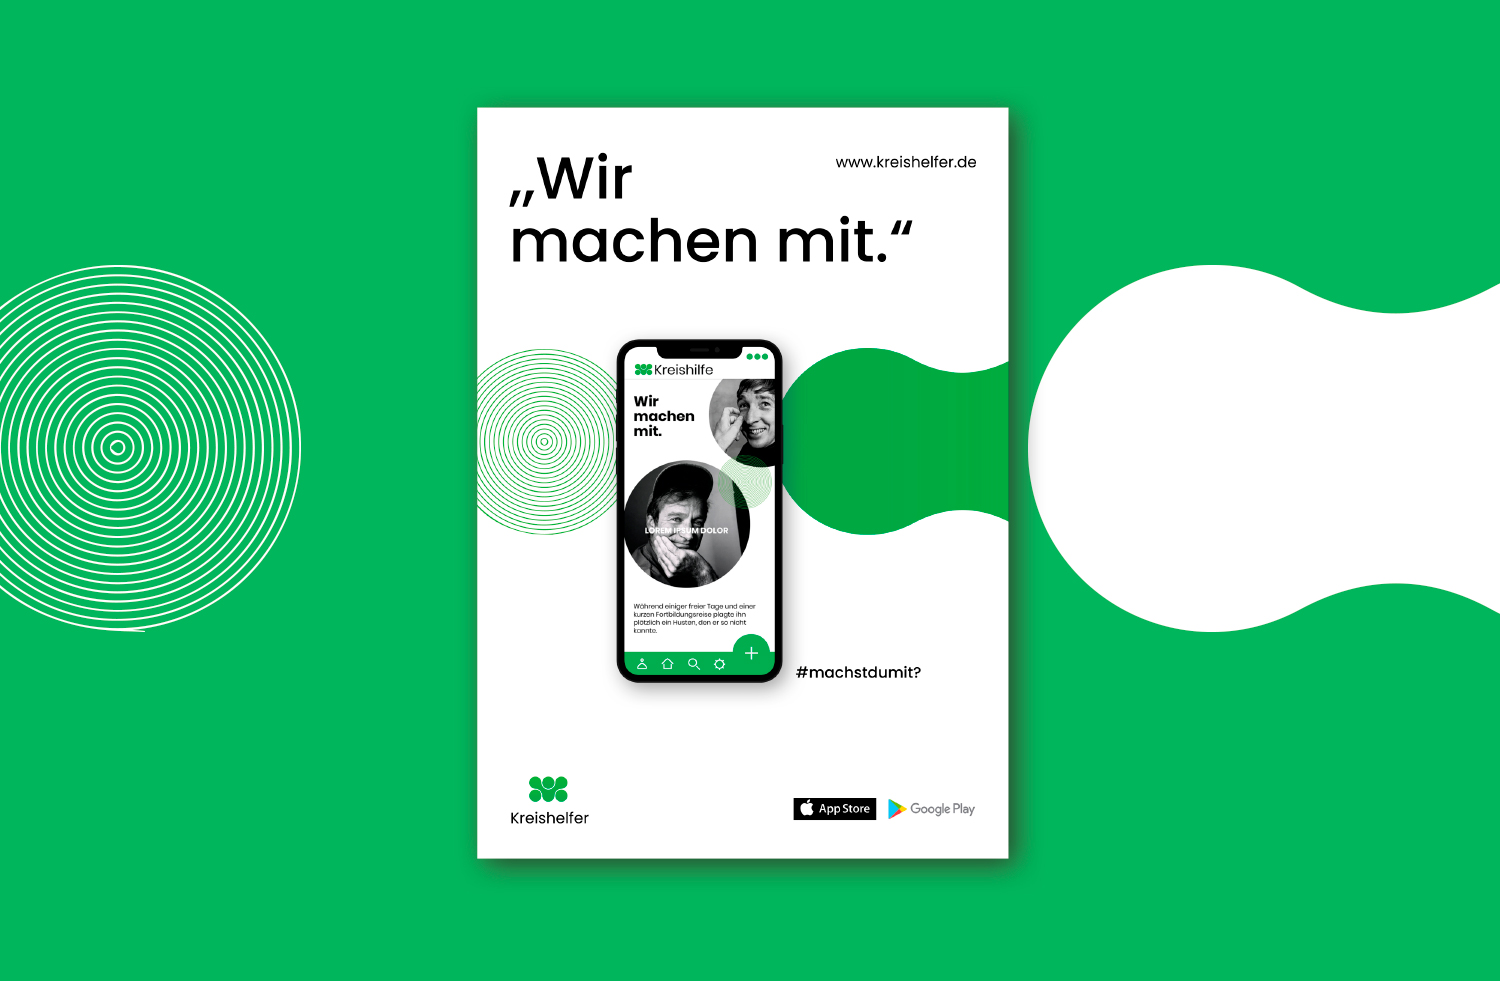 „Wir
machen mit.“
www.kreishelfer.de
Kreishilfe
Wir
machen
mit.
LOREM IPSUM DOLOR
Während einiger freier Tage und einer
kurzen Fortbildungsreise plagte ihn
plötzlich ein Husten, den er so nicht
kannte.
#machstdumit?
Kreishelfer
App Store
Google Play